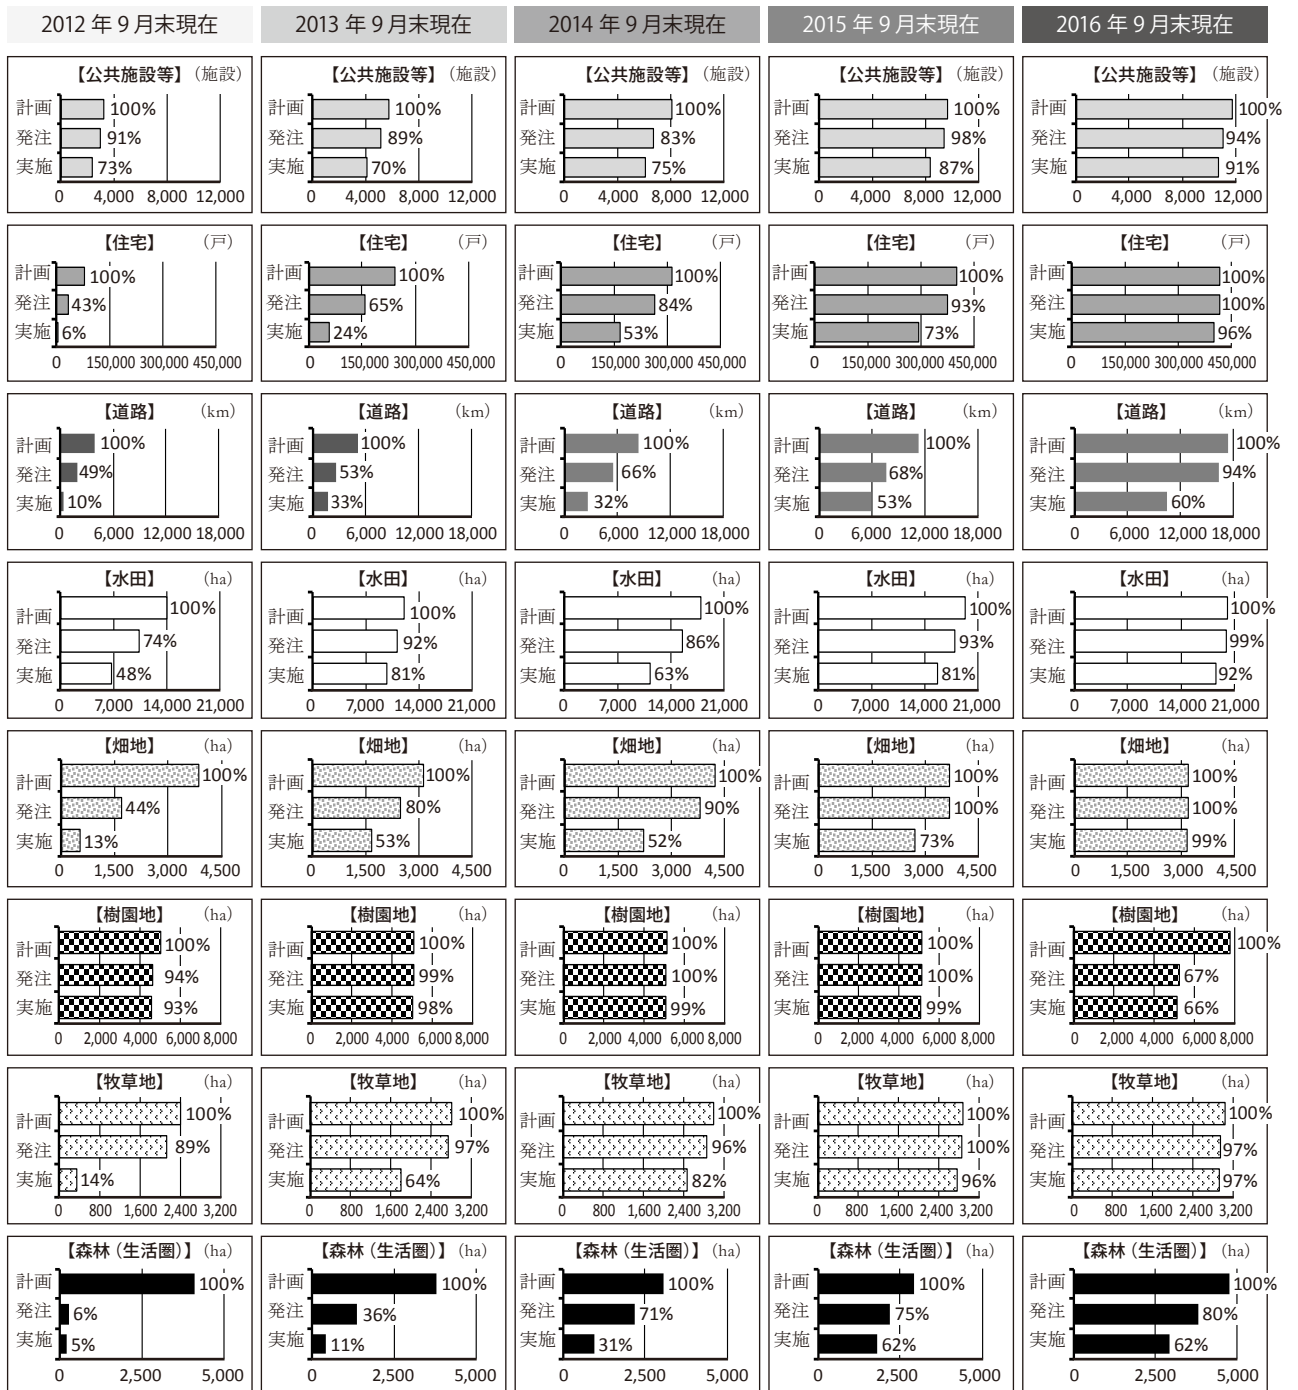 2012 年 9 月末現在
2013 年 9 月末現在
2014 年 9 月末現在
2015 年 9 月末現在
2016 年 9 月末現在
【公共施設等】（施設）
計画 100%
発注 91%
実施 73%
0 4,000 8,000 12,000
【公共施設等】（施設）
計画 100%
発注 89%
実施 70%
0 4,000 8,000 12,000
【公共施設等】（施設）
計画 100%
発注 83%
実施 75%
0 4,000 8,000 12,000
【公共施設等】（施設）
計画 100%
発注 98%
実施 87%
0 4,000 8,000 12,000
【公共施設等】（施設）
計画 100%
発注 94%
実施 91%
0 4,000 8,000 12,000
【住宅】（戸）
計画 100%
発注 43%
実施 6%
0 150,000 300,000 450,000
【住宅】（戸）
計画 100%
発注 65%
実施 24%
0 150,000 300,000 450,000
【住宅】（戸）
計画 100%
発注 84%
実施 53%
0 150,000 300,000 450,000
【住宅】（戸）
計画 100%
発注 93%
実施 73%
0 150,000 300,000 450,000
【住宅】（戸）
計画 100%
発注 100%
実施 96%
0 150,000 300,000 450,000
【道路】（km）
計画 100%
発注 49%
実施 10%
0 6,000 12,000 18,000
【道路】（km）
計画 100%
発注 53%
実施 33%
0 6,000 12,000 18,000
【道路】（km）
計画 100%
発注 66%
実施 32%
0 6,000 12,000 18,000
【道路】（km）
計画 100%
発注 68%
実施 53%
0 6,000 12,000 18,000
【道路】（km）
計画 100%
発注 94%
実施 60%
0 6,000 12,000 18,000
【水田】（ha）
計画 100%
発注 74%
実施 48%
0 7,000 14,000 21,000
【水田】（ha）
計画 100%
発注 92%
実施 81%
0 7,000 14,000 21,000
【水田】（ha）
計画 100%
発注 86%
実施 63%
0 7,000 14,000 21,000
【水田】（ha）
計画 100%
発注 93%
実施 81%
0 7,000 14,000 21,000
【水田】（ha）
計画 100%
発注 99%
実施 92%
0 7,000 14,000 21,000
【畑地】（ha）
計画 100%
発注 44%
実施 13%
0 1,500 3,000 4,500
【畑地】（ha）
計画 100%
発注 80%
実施 53%
0 1,500 3,000 4,500
【畑地】（ha）
計画 100%
発注 90%
実施 52%
0 1,500 3,000 4,500
【畑地】（ha）
計画 100%
発注 100%
実施 73%
0 1,500 3,000 4,500
【畑地】（ha）
計画 100%
発注 100%
実施 99%
0 1,500 3,000 4,500
【樹園地】（ha）
計画 100%
発注 94%
実施 93%
0 2,000 4,000 6,000 8,000
【樹園地】（ha）
計画 100%
発注 99%
実施 98%
0 2,000 4,000 6,000 8,000
【樹園地】（ha）
計画 100%
発注 100%
実施 99%
0 2,000 4,000 6,000 8,000
【樹園地】（ha）
計画 100%
発注 100%
実施 99%
0 2,000 4,000 6,000 8,000
【樹園地】（ha）
計画 100%
発注 67%
実施 66%
0 2,000 4,000 6,000 8,000
【牧草地】（ha）
計画 100%
発注 89%
実施 14%
0 800 1,600 2,400 3,200
【牧草地】（ha）
計画 100%
発注 97%
実施 64%
0 800 1,600 2,400 3,200
【牧草地】（ha）
計画 100%
発注 96%
実施 82%
0 800 1,600 2,400 3,200
【牧草地】（ha）
計画 100%
発注 100%
実施 96%
0 800 1,600 2,400 3,200
【牧草地】（ha）
計画 100%
発注 97%
実施 97%
0 800 1,600 2,400 3,200
【森林（生活圏）】（ha）
計画 100%
発注 6%
実施 5%
0 2,500 5,000
【森林（生活圏）】（ha）
計画 100%
発注 36%
実施 11%
0 2,500 5,000
【森林（生活圏）】（ha）
計画 100%
発注 71%
実施 31%
0 2,500 5,000
【森林（生活圏）】（ha）
計画 100%
発注 75%
実施 62%
0 2,500 5,000
【森林（生活圏）】（ha）
計画 100%
発注 80%
実施 62%
0 2,500 5,000